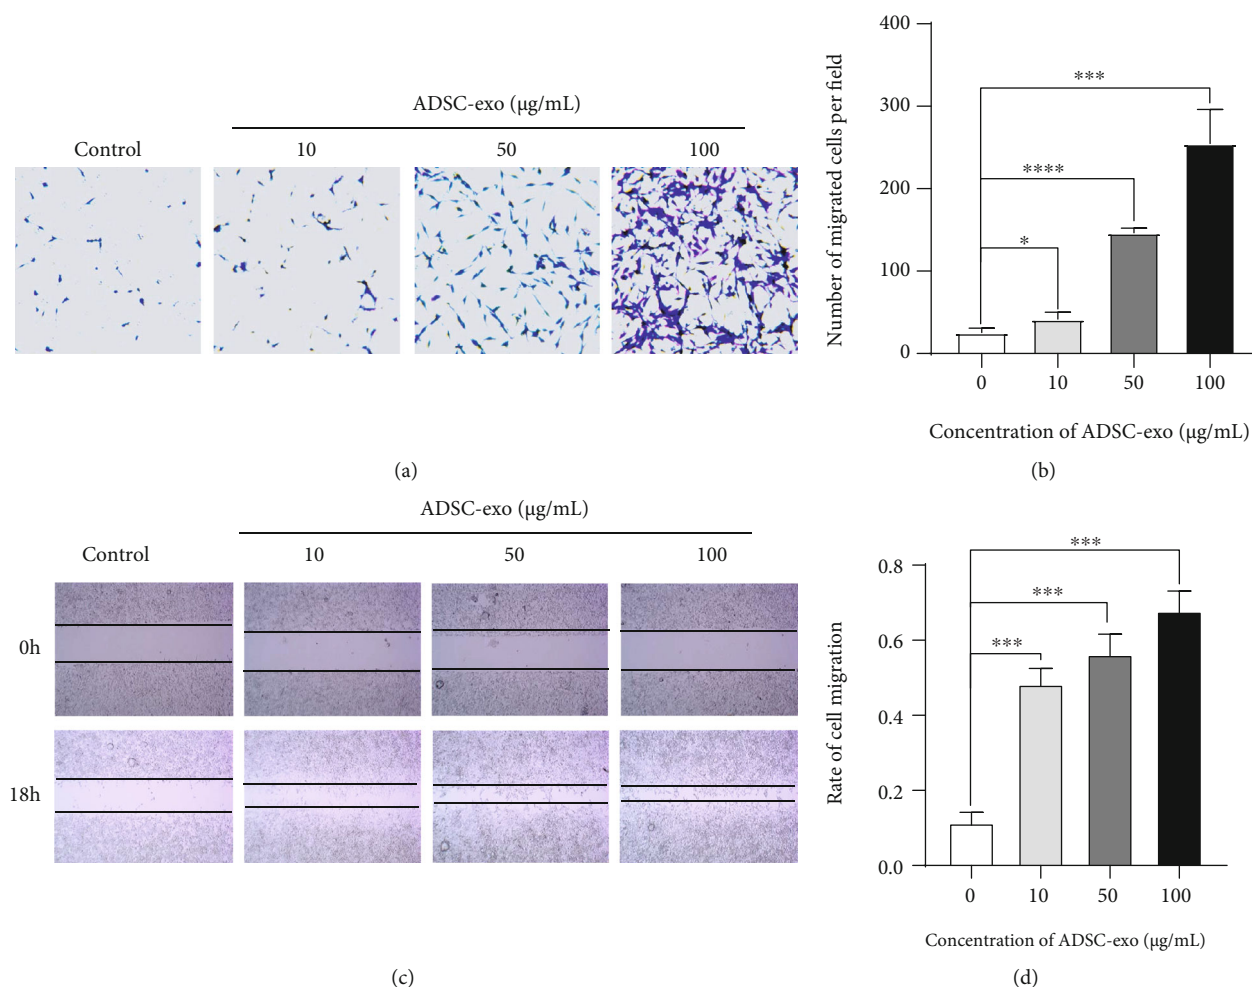 ADSC-exo (μg/mL)
Control 10 50 100
(a)
Number of migrated cells per field
400
300
200
100
0
***
****
*
0 10 50 100
Concentration of ADSC-exo (μg/mL)
(b)
ADSC-exo (μg/mL)
Control 10 50 100
0h
18h
(c)
Rate of cell migration
0.8
0.6
0.4
0.2
0.0
***
***
***
0 10 50 100
Concentration of ADSC-exo (μg/mL)
(d)